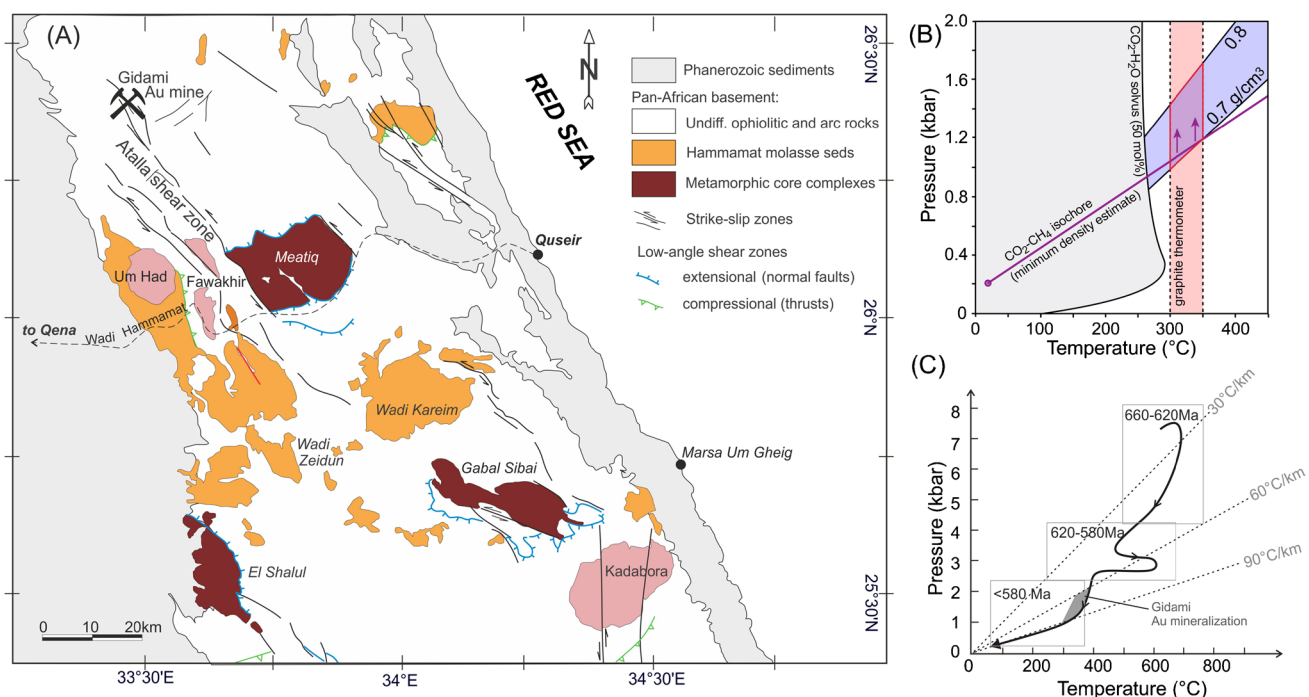 (A)
Gidami
Au mine
Atalla shear zone
RED SEA
N
26°30'N
26°N
25°30'N
Phanerozoic sediments
Pan-African basement:
Undiff. ophiolitic and arc rocks
Hammamat molasse seds
Metamorphic core complexes
Strike-slip zones
Low-angle shear zones
extensional (normal faults)
compressional (thrusts)
Quseir
Meatiq
Um Had
Fawakhir
Wadi Hammamat
to Qena
Wadi Kareim
Wadi
Zeidun
Gabal Sibai
Marsa Um Gheig
El Shalul
Kadabora
0 10 20km
33°30'E
34°E
34°30'E
(B)
Pressure (kbar)
2.0
1.6
1.2
0.8
0.4
0
CO2-H2O solvus (50 mol%)
0.8
0.7 g/cm3
CO2-CH4 isochore
(minimum density estimate)
graphite thermometer
0 100 200 300 400
Temperature (°C)
(C)
Pressure (kbar)
8
7
6
5
4
3
2
1
0
660-620Ma
30°C/km
620-580Ma
60°C/km
90°C/km
<580 Ma
Gidami
Au mineralization
0 200 400 600 800
Temperature (°C)